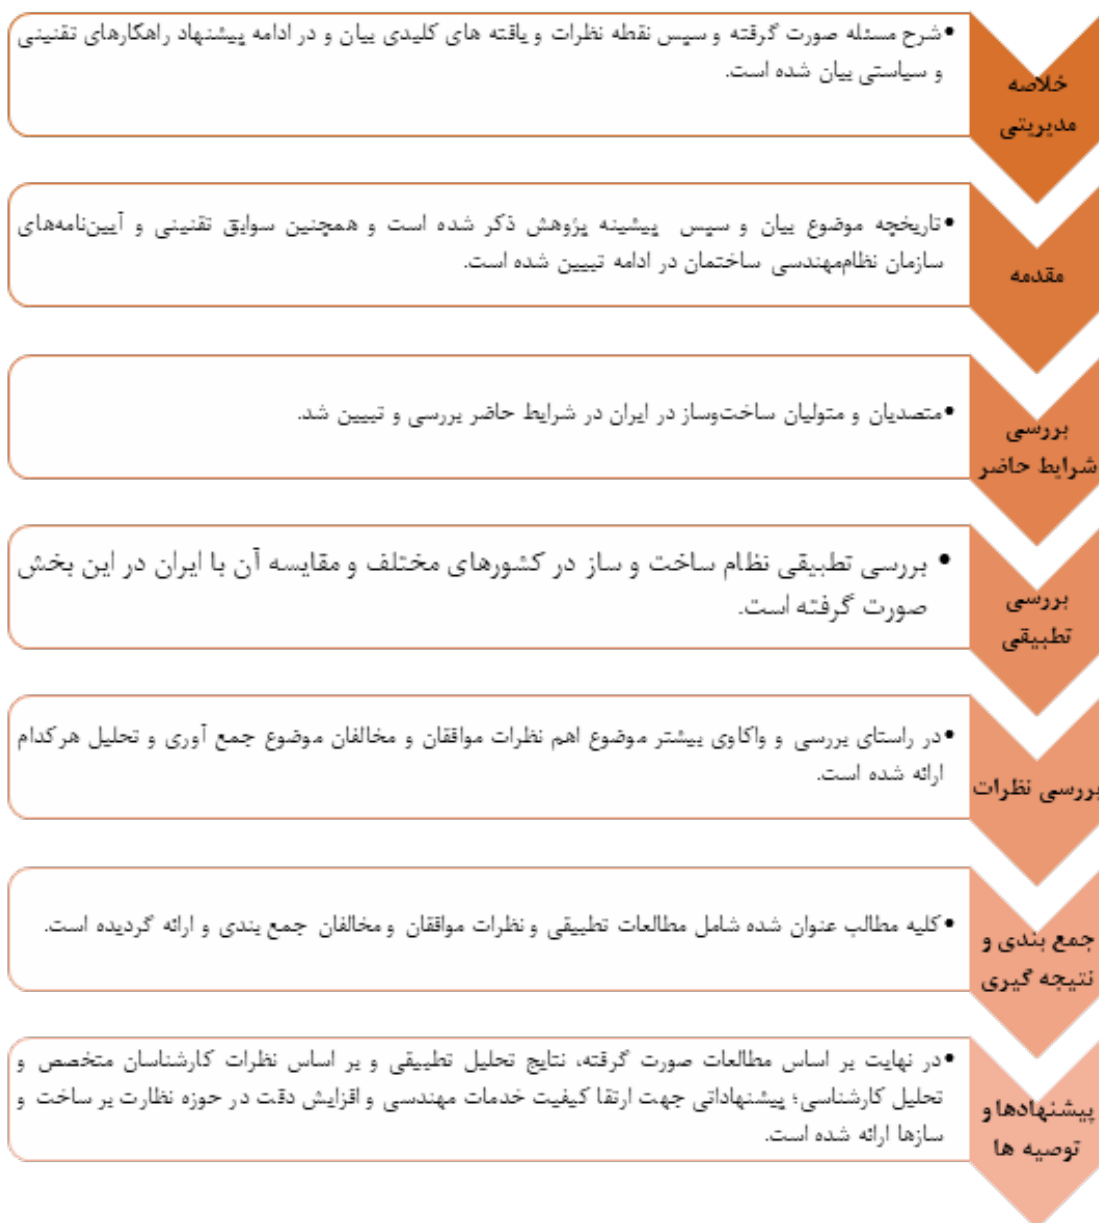 خلاصه
مدیریتی
•شرح مسئله صورت گرفته و سپس نقطه نظرات و یافته های کلیدی بیان و در ادامه پیشنهاد راهکارهای تقنینی
و سیاستی بیان شده است.
مقدمه
•تاریخچه موضوع بیان و سپس پیشینه پژوهش ذکر شده است و همچنین سوابق تقنینی و آیین‌نامه‌های
سازمان نظام‌مهندسی ساختمان در ادامه تبیین شده است.
بررسی
شرایط حاضر
•متصدیان و متولیان ساخت‌وساز در ایران در شرایط حاضر بررسی و تبیین شد.
بررسی
تطبیقی
• بررسی تطبیقی نظام ساخت و ساز در کشورهای مختلف و مقایسه آن با ایران در این بخش
صورت گرفته است.
بررسی نظرات
•در راستای بررسی و واکاوی بیشتر موضوع اهم نظرات موافقان و مخالفان موضوع جمع آوری و تحلیل هرکدام
ارائه شده است.
جمع بندی و
نتیجه گیری
•کلیه مطالب عنوان شده شامل مطالعات تطبیقی و نظرات موافقان و مخالفان جمع بندی و ارائه گردیده است.
پیشنهادها و
توصیه ها
•در نهایت بر اساس مطالعات صورت گرفته، نتایج تحلیل تطبیقی و بر اساس نظرات کارشناسان متخصص و
تحلیل کارشناسی؛ پیشنهاداتی جهت ارتقا کیفیت خدمات مهندسی و افزایش دقت در حوزه نظارت بر ساخت و
سازها ارائه شده است.